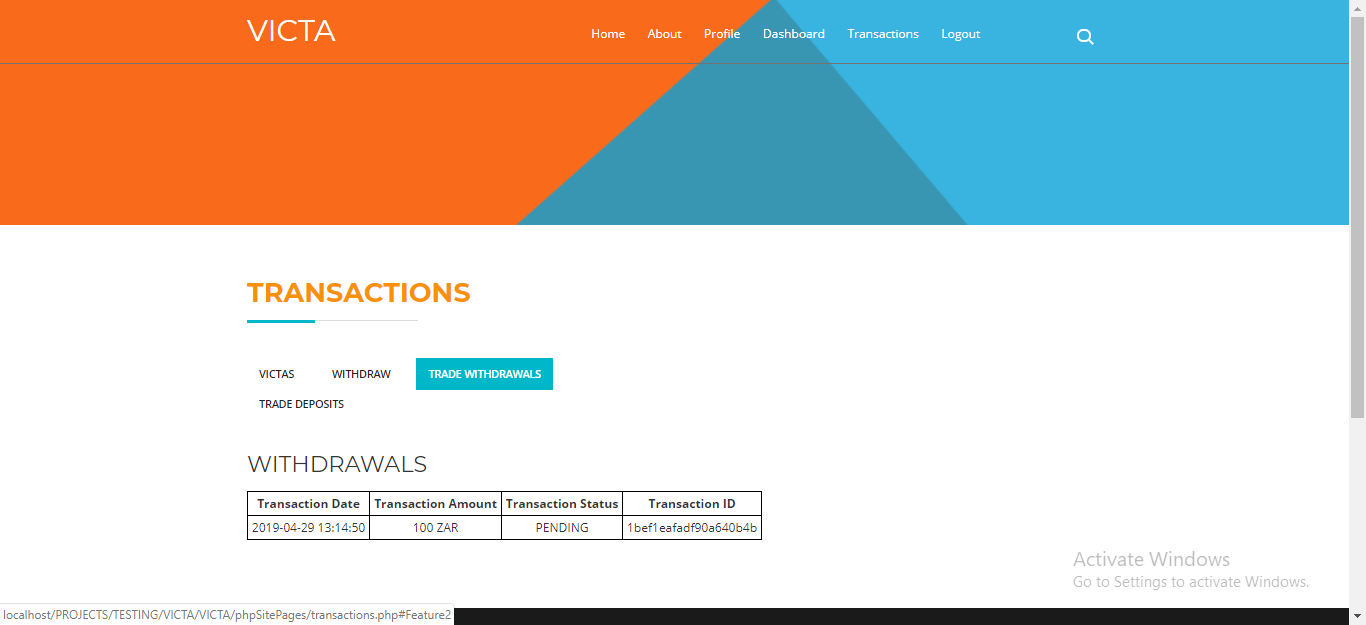 VICTA
Home About Profile Dashboard Transactions Logout
TRANSACTIONS
VICTAS WITHDRAW TRADE WITHDRAWALS
TRADE DEPOSITS
WITHDRAWALS
Transaction Date Transaction Amount Transaction Status Transaction ID
2019-04-29 13:14:50 100 ZAR PENDING 1bef1eafadf90a640b4b
Activate Windows
Go to Settings to activate Windows.
localhost/PROJECTS/TESTING/VICTA/VICTA/phpSitePages/transactions.php#Feature2